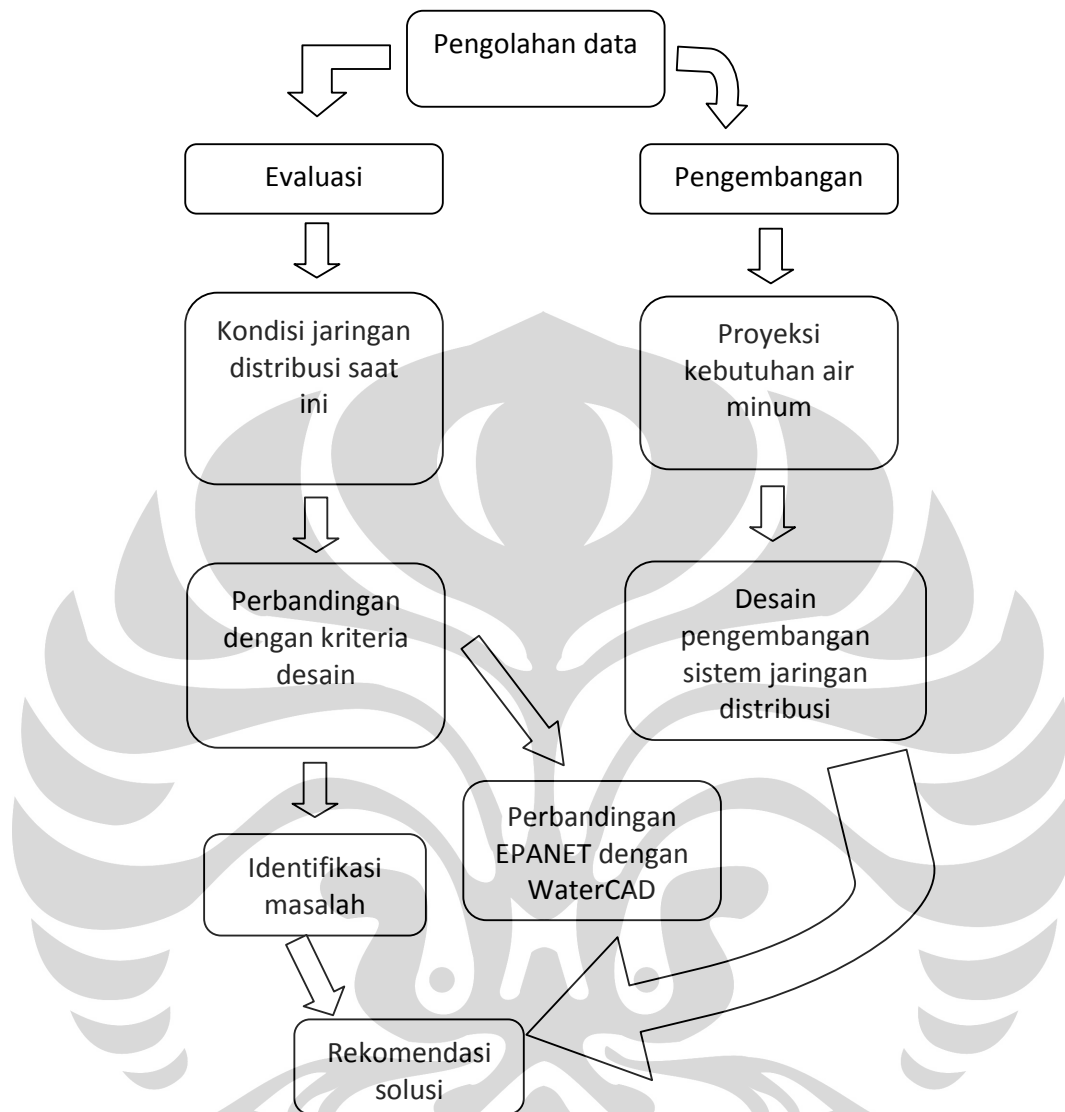 Pengolahan data
Evaluasi
Pengembangan
Kondisi jaringan
distribusi saat
ini
Proyeksi
kebutuhan air
minum
Perbandingan
dengan kriteria
desain
Desain
pengembangan
sistem jaringan
distribusi
Perbandingan
EPANET dengan
WaterCAD
Identifikasi
masalah
Rekomendasi
solusi